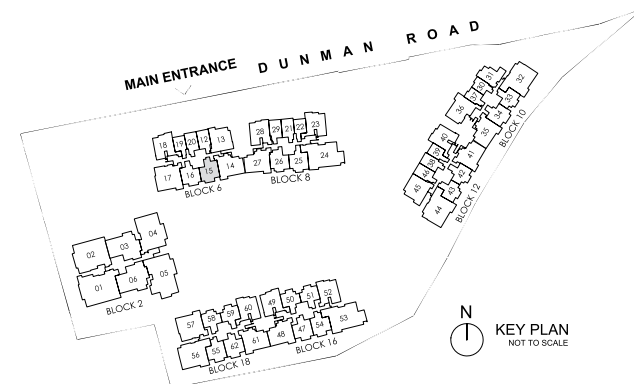 DUNMAN ROAD
MAIN ENTRANCE
18 19 20 12 13
17 16 15 14
BLOCK 6
28 29 21 22 23
27 26 25 24
BLOCK 8
31 32
30
37 33
36 34
35
BLOCK 10
40
39 41
38
46 42
45 43
44
BLOCK 12
02 03 04
01 06 05
BLOCK 2
57 58 59 60
56 55 62 61
BLOCK 18
49 50 51 52
48 47 54 53
BLOCK 16
N
KEY PLAN
NOT TO SCALE